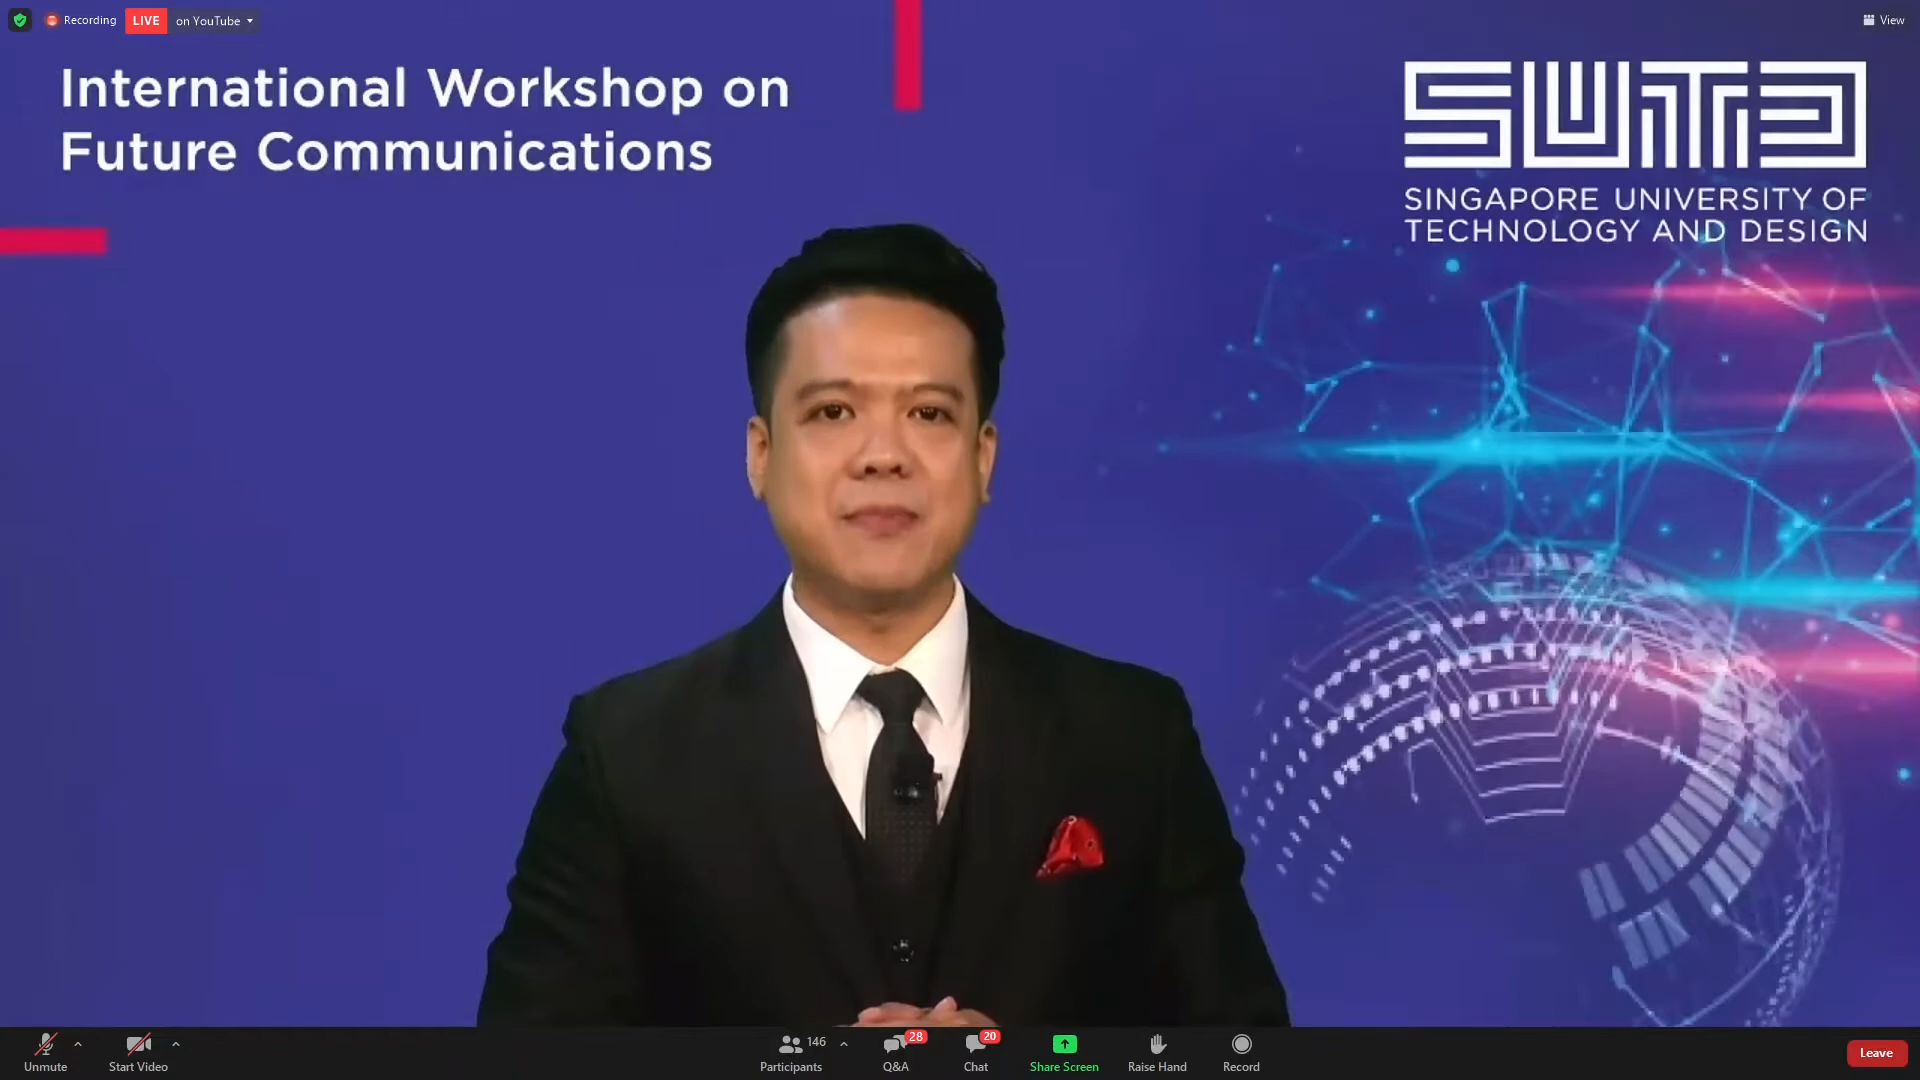 Recording
LIVE
on YouTube
View
International Workshop on
Future Communications
SUTD
SINGAPORE UNIVERSITY OF
TECHNOLOGY AND DESIGN
Unmute
Start Video
146
Participants
28
Q&A
20
Chat
Share Screen
Raise Hand
Record
Leave